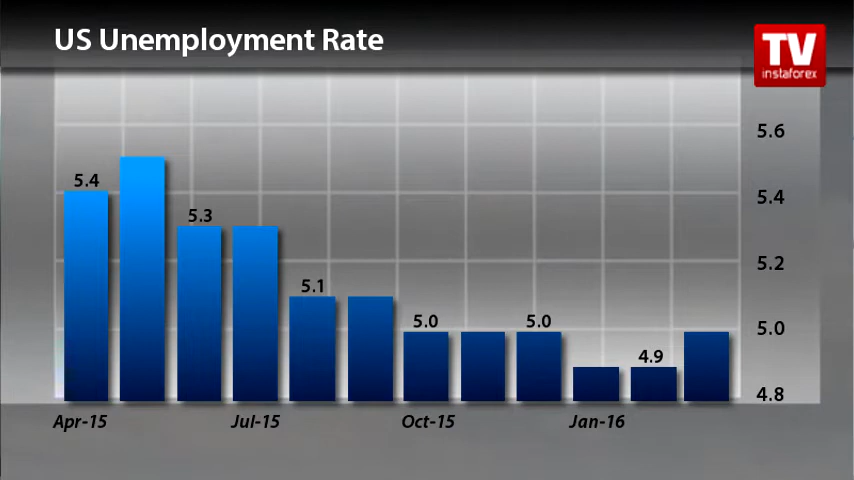 US Unemployment Rate
TV
instaforex
5.6
5.4
5.4
5.3
5.2
5.1
5.0
5.0
5.0
4.9
4.8
Apr-15
Jul-15
Oct-15
Jan-16